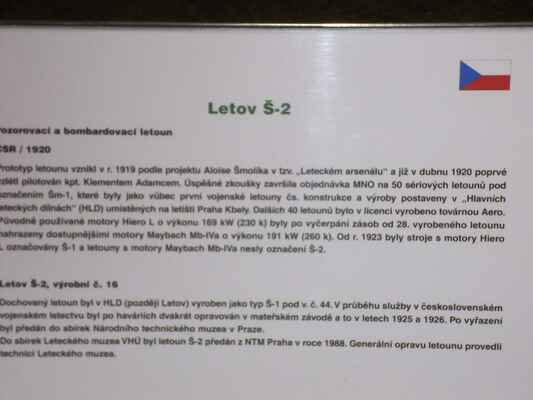 Letov Š-2
pozorovací a bombardovací letoun
ČSR / 1920
Prototyp letounu vznikl v r. 1919 podle projektu Aloise Šmolíka v tzv. „Leteckém arsenálu" a již v dubnu 1920 poprvé
vzlétl pilotován kpt. Klementem Adamcem. Úspěšné zkoušky završila objednávka MNO na 50 sériových letounů pod
označením Šm-1, které byly jako vůbec první vojenské letouny čs. konstrukce a výroby postaveny v „Hlavních
leteckých dílnách" (HLD) umístěných na letišti Praha Kbely. Dalších 40 letounů bylo v licenci vyrobeno továrnou Aero.
Původně používané motory Hiero L o výkonu 169 kW (230 k) byly po vyčerpání zásob od 28. vyrobeného letounu
nahrazeny dostupnějšími motory Maybach Mb-IVa o výkonu 191 kW (260 k). Od r. 1923 byly stroje s motory Hiero
L označovány Š-1 a letouny s motory Maybach Mb-IVa nesly označení Š-2.
Letov Š-2, výrobní č. 16
Dochovaný letoun byl v HLD (později Letov) vyroben jako typ Š-1 pod v. č. 44. V průběhu služby v československém
vojenském letectvu byl po haváriích dvakrát opravován v mateřském závodě a to v letech 1925 a 1926. Po vyřazení
byl předán do sbírek Národního technického muzea v Praze.
Do sbírek Leteckého muzea VHÚ byl letoun Š-2 předán z NTM Praha v roce 1988. Generální opravu letounu provedli
technici Leteckého muzea.